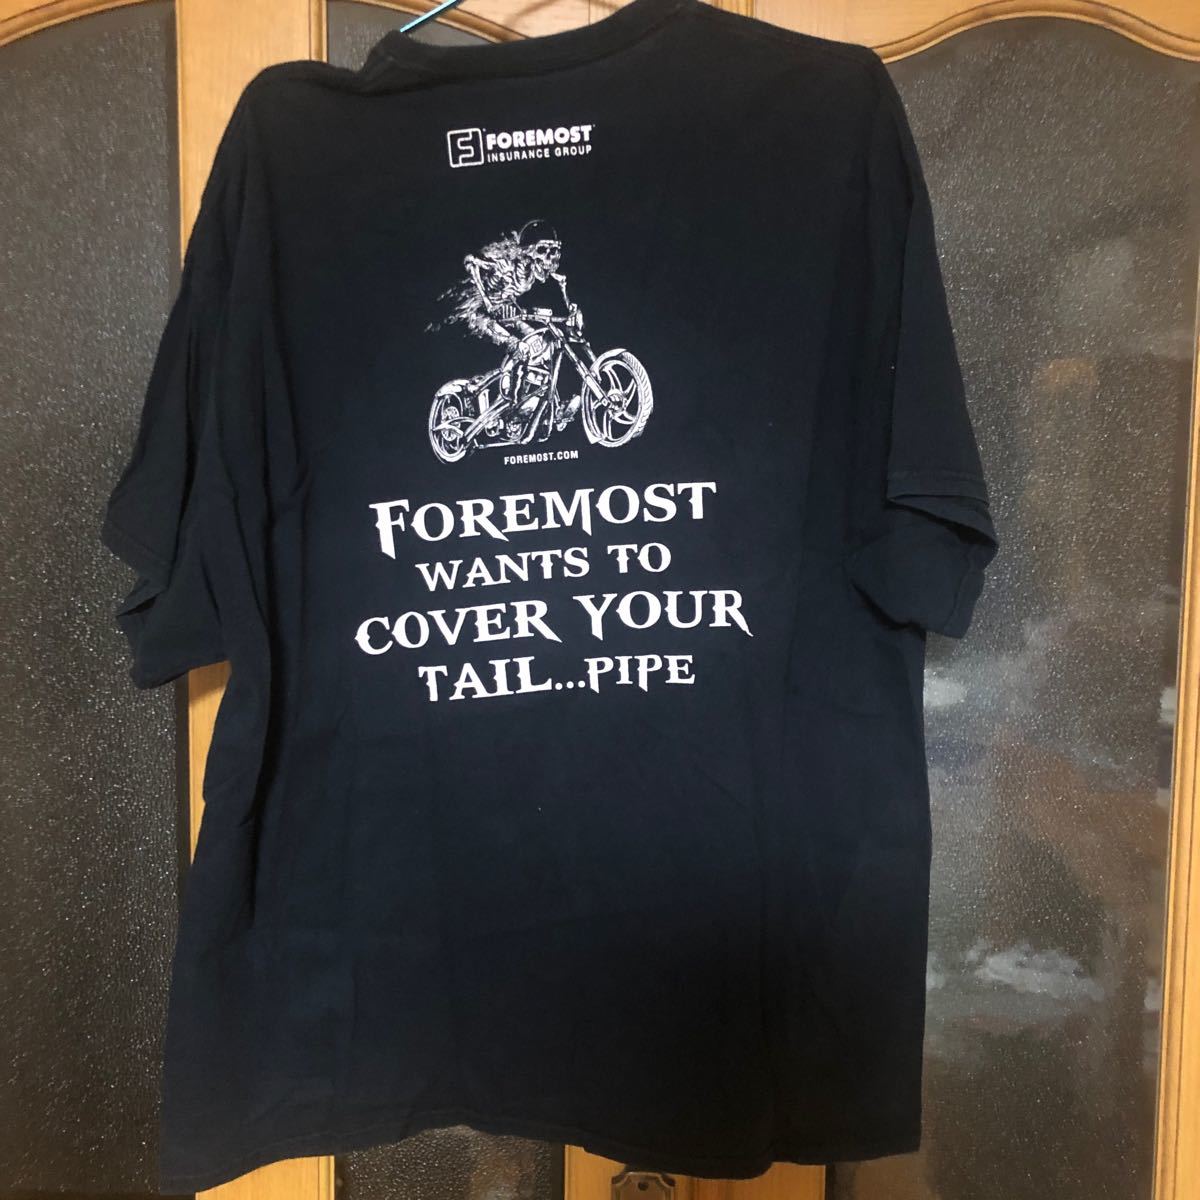 FOREMOST
INSURANCE GROUP
FOREMOST.COM
FOREMOST
WANTS TO
COVER YOUR
TAIL...PIPE